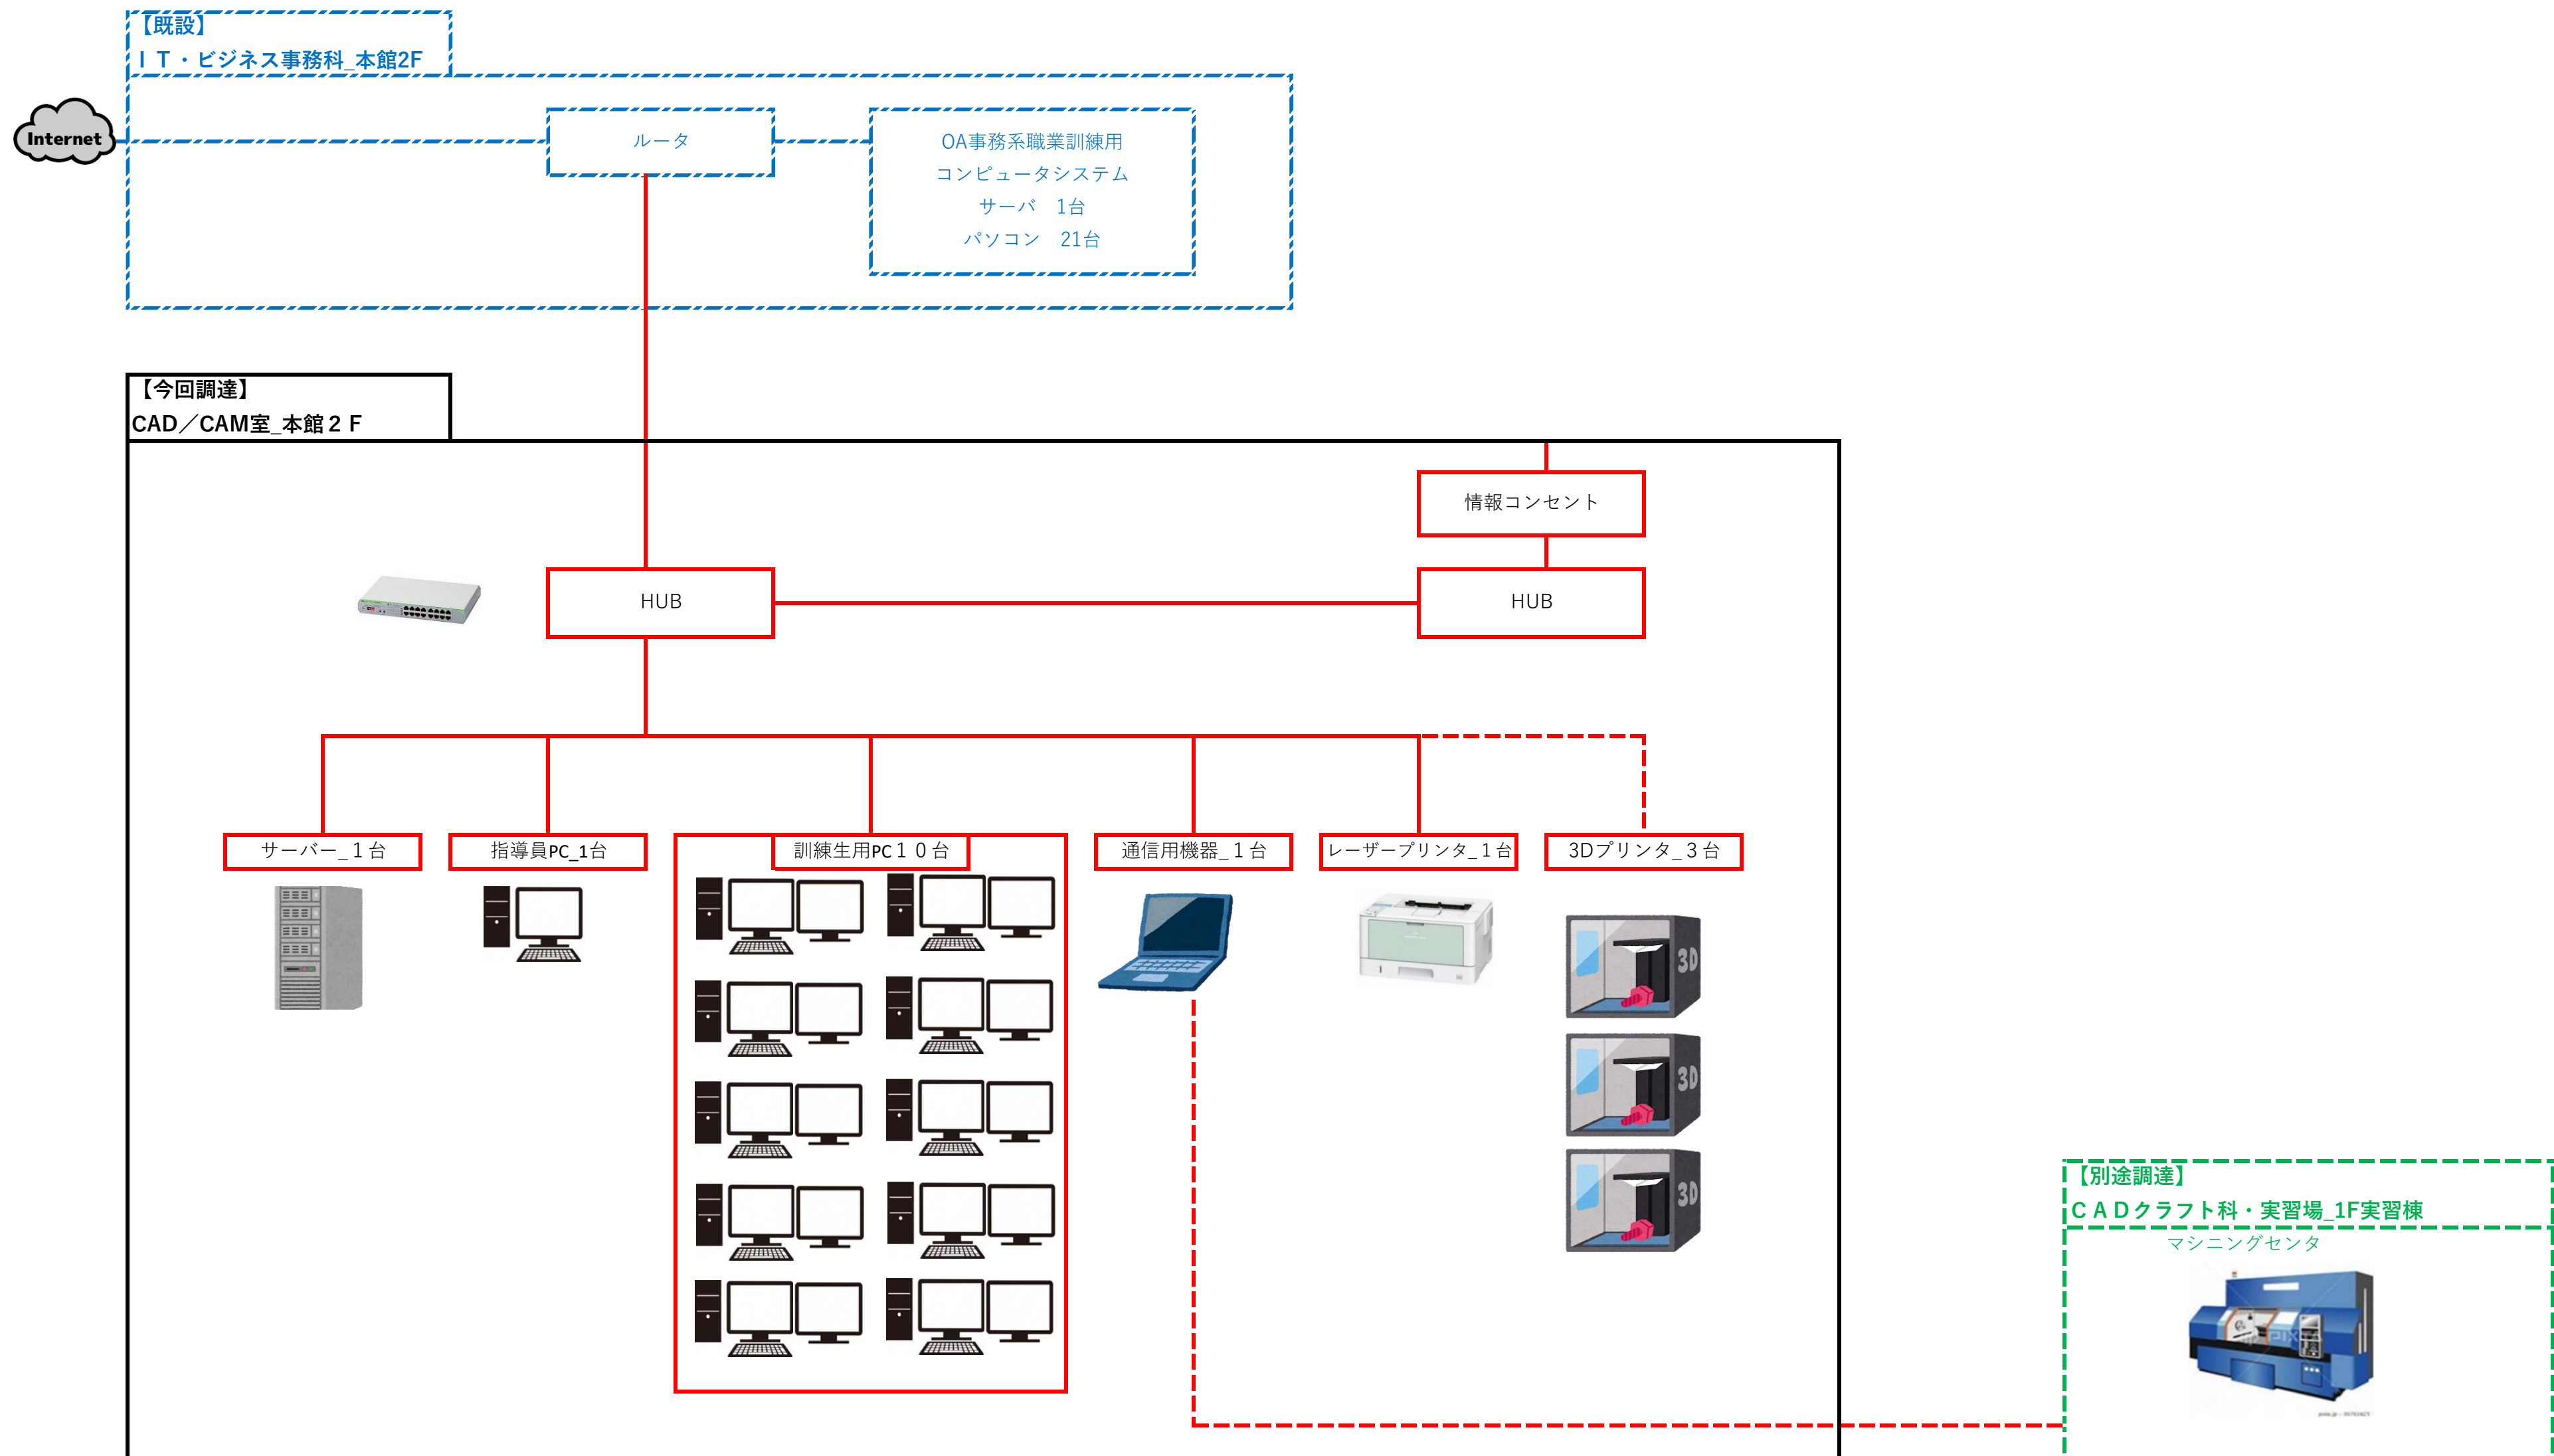 【既設】
ＩＴ・ビジネス事務科_本館2F
Internet
ルータ
OA事務系職業訓練用
コンピュータシステム
サーバ　1台
パソコン　21台
【今回調達】
CAD／CAM室_本館２Ｆ
情報コンセント
HUB
HUB
サーバー_１台
指導員PC_1台
訓練生用PC１０台
通信用機器_１台
レーザープリンタ_１台
3Dプリンタ_３台
3D
3D
3D
【別途調達】
ＣＡＤクラフト科・実習場_1F実習棟
マシニングセンタ